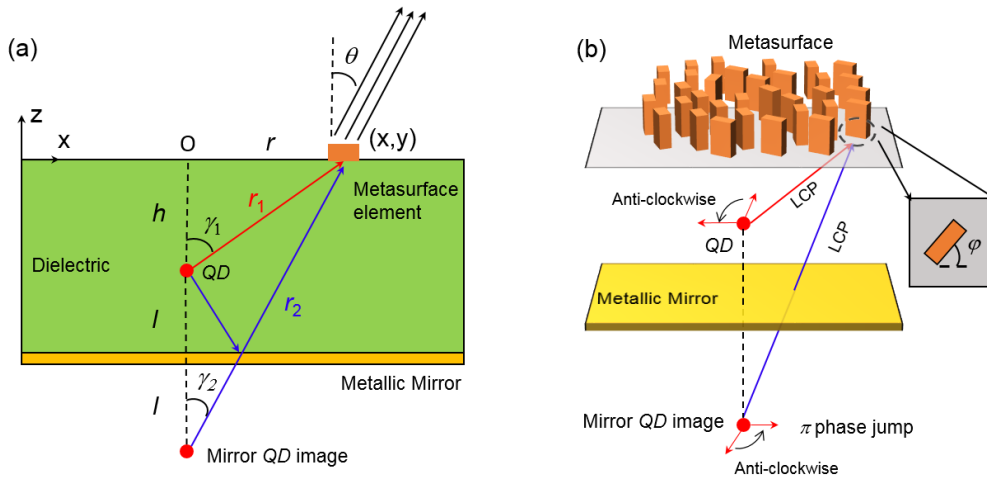 (a)
θ
z
x
O
r
(x,y)
h
r1
Metasurface
element
γ1
QD
Dielectric
l
r2
γ2
Metallic Mirror
l
Mirror QD image
(b)
Metasurface
Anti-clockwise
LCP
QD
LCP
φ
Metallic Mirror
Mirror QD image
π phase jump
Anti-clockwise